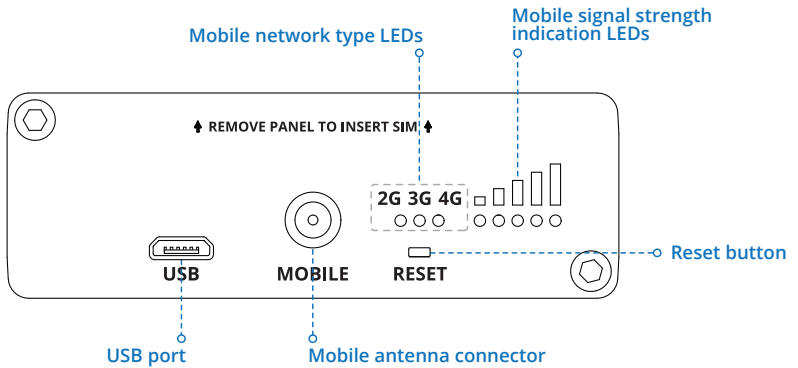 Mobile network type LEDs
Mobile signal strength
indication LEDs
REMOVE PANEL TO INSERT SIM
2G 3G 4G
USB
MOBILE
RESET
Reset button
USB port
Mobile antenna connector